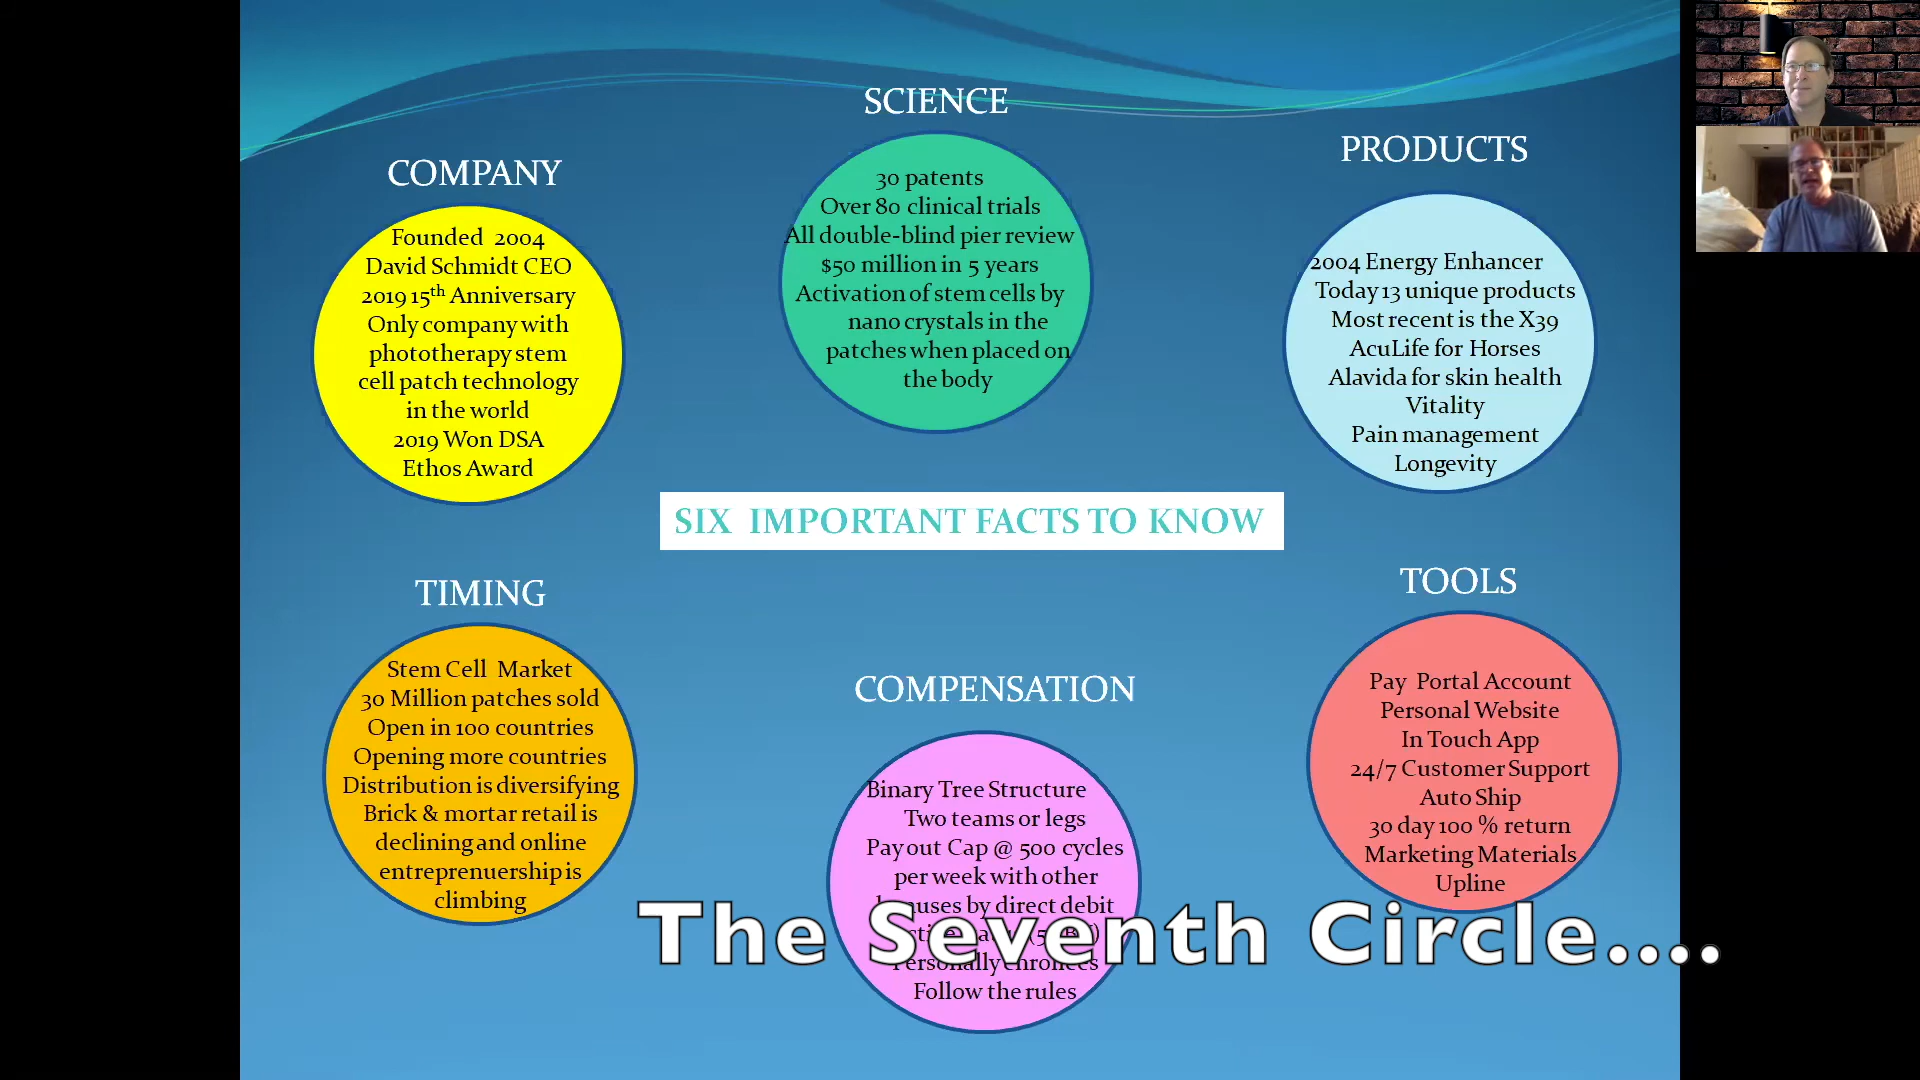 SCIENCE
30 patents
Over 80 clinical trials
All double-blind pier review
$50 million in 5 years
Activation of stem cells by
nano crystals in the
patches when placed on
the body
COMPANY
Founded 2004
David Schmidt CEO
2019 15th Anniversary
Only company with
phototherapy stem
cell patch technology
in the world
2019 Won DSA
Ethos Award
PRODUCTS
2004 Energy Enhancer
Today 13 unique products
Most recent is the X39
AcuLife for Horses
Alavida for skin health
Vitality
Pain management
Longevity
SIX IMPORTANT FACTS TO KNOW
TIMING
Stem Cell Market
30 Million patches sold
Open in 100 countries
Opening more countries
Distribution is diversifying
Brick & mortar retail is
declining and online
entreprenuership is
climbing
COMPENSATION
Binary Tree Structure
Two teams or legs
Pay out Cap @ 500 cycles
per week with other
by direct debit
Personally enrollees
Follow the rules
TOOLS
Pay Portal Account
Personal Website
In Touch App
24/7 Customer Support
Auto Ship
30 day 100 % return
Marketing Materials
Upline
The Seventh Circle....